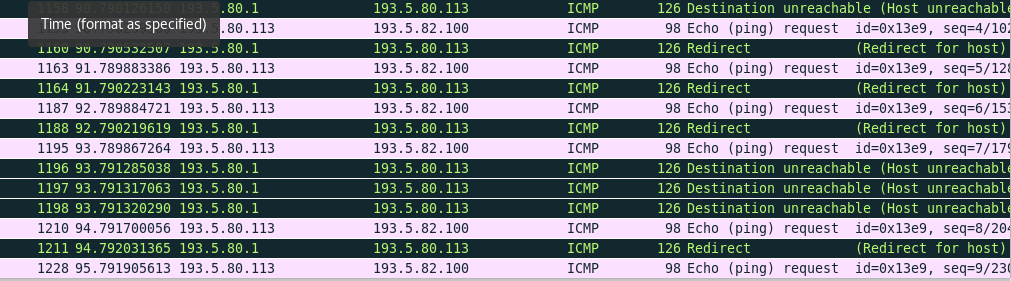 1158 90.790126158 193.5.80.1 193.5.80.113 ICMP 126 Destination unreachable (Host unreachable
Time (format as specified)
.5.80.113 193.5.82.100 ICMP 98 Echo (ping) request id=0x13e9, seq=4/102
1160 90.790532507 193.5.80.1 193.5.80.113 ICMP 126 Redirect (Redirect for host)
1163 91.789883386 193.5.80.113 193.5.82.100 ICMP 98 Echo (ping) request id=0x13e9, seq=5/128
1164 91.790223143 193.5.80.1 193.5.80.113 ICMP 126 Redirect (Redirect for host)
1187 92.789884721 193.5.80.113 193.5.82.100 ICMP 98 Echo (ping) request id=0x13e9, seq=6/153
1188 92.790219619 193.5.80.1 193.5.80.113 ICMP 126 Redirect (Redirect for host)
1195 93.789867264 193.5.80.113 193.5.82.100 ICMP 98 Echo (ping) request id=0x13e9, seq=7/179
1196 93.791285038 193.5.80.1 193.5.80.113 ICMP 126 Destination unreachable (Host unreachable
1197 93.791317063 193.5.80.1 193.5.80.113 ICMP 126 Destination unreachable (Host unreachable
1198 93.791320290 193.5.80.1 193.5.80.113 ICMP 126 Destination unreachable (Host unreachable
1210 94.791700056 193.5.80.113 193.5.82.100 ICMP 98 Echo (ping) request id=0x13e9, seq=8/204
1211 94.792031365 193.5.80.1 193.5.80.113 ICMP 126 Redirect (Redirect for host)
1228 95.791905613 193.5.80.113 193.5.82.100 ICMP 98 Echo (ping) request id=0x13e9, seq=9/230